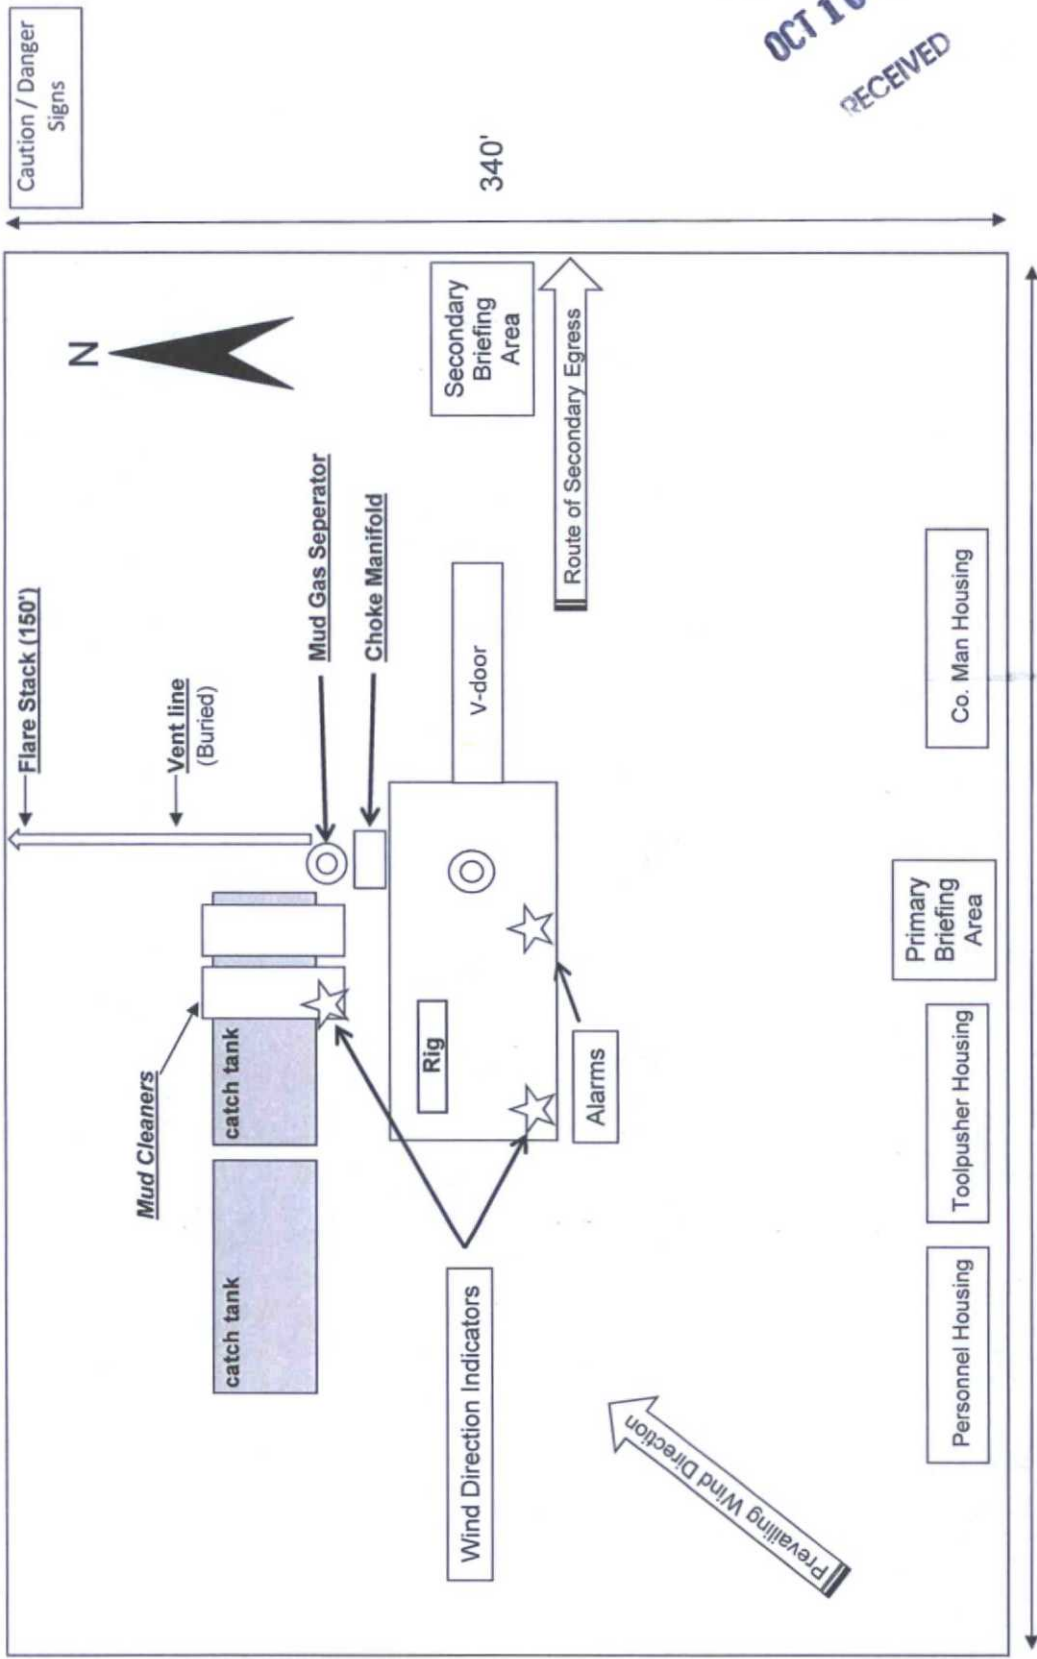 Caution / Danger
Signs
OCT
RECEIVED
340'
N
Flare Stack (150')
Vent line
(Buried)
Mud Gas Seperator
Choke Manifold
Secondary
Briefing
Area
Route of Secondary Egress
V-door
Mud Cleaners
catch tank
catch tank
Rig
Alarms
Wind Direction Indicators
Prevailing Wind Direction
Personnel Housing
Toolpusher Housing
Primary
Briefing
Area
Co. Man Housing